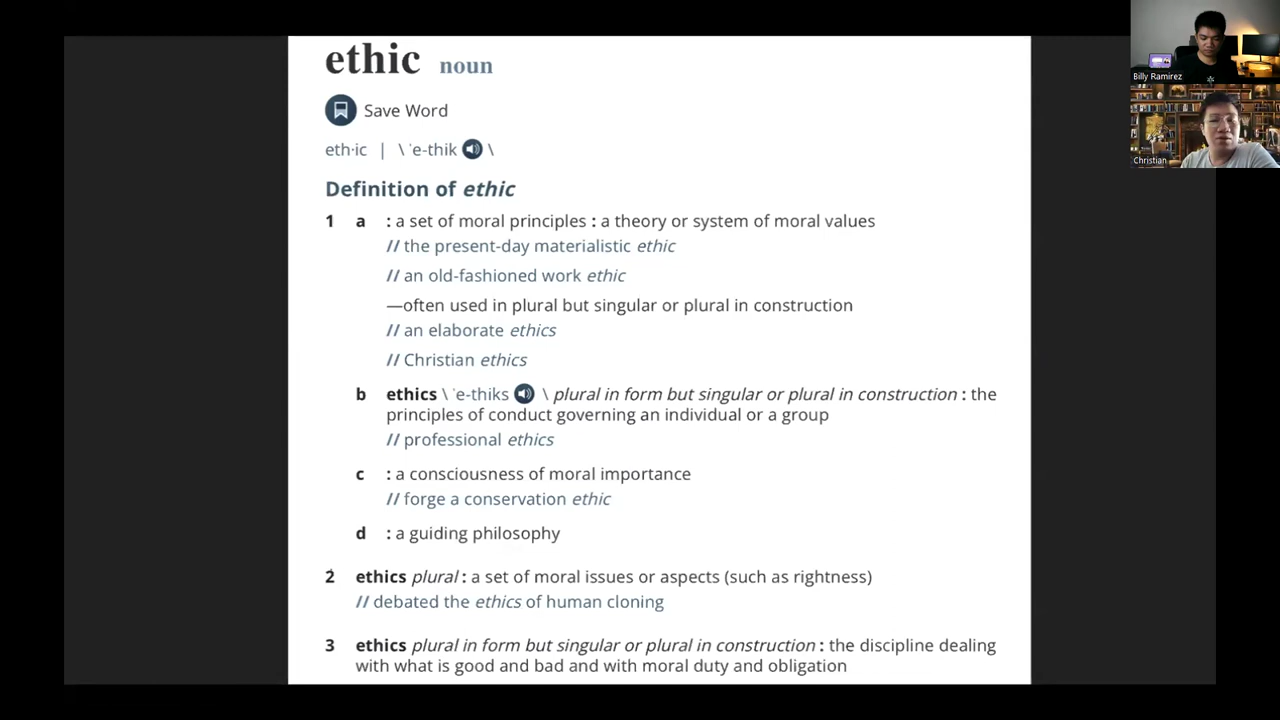 ethic noun
Save Word
eth·ic | \ ˈe-thik \
Definition of ethic
1 a : a set of moral principles : a theory or system of moral values
// the present-day materialistic ethic
// an old-fashioned work ethic
—often used in plural but singular or plural in construction
// an elaborate ethics
// Christian ethics
b ethics \ ˈe-thiks \ plural in form but singular or plural in construction : the
principles of conduct governing an individual or a group
// professional ethics
c : a consciousness of moral importance
// forge a conservation ethic
d : a guiding philosophy
2 ethics plural : a set of moral issues or aspects (such as rightness)
// debated the ethics of human cloning
3 ethics plural in form but singular or plural in construction : the discipline dealing
with what is good and bad and with moral duty and obligation
Billy Ramirez
Christian